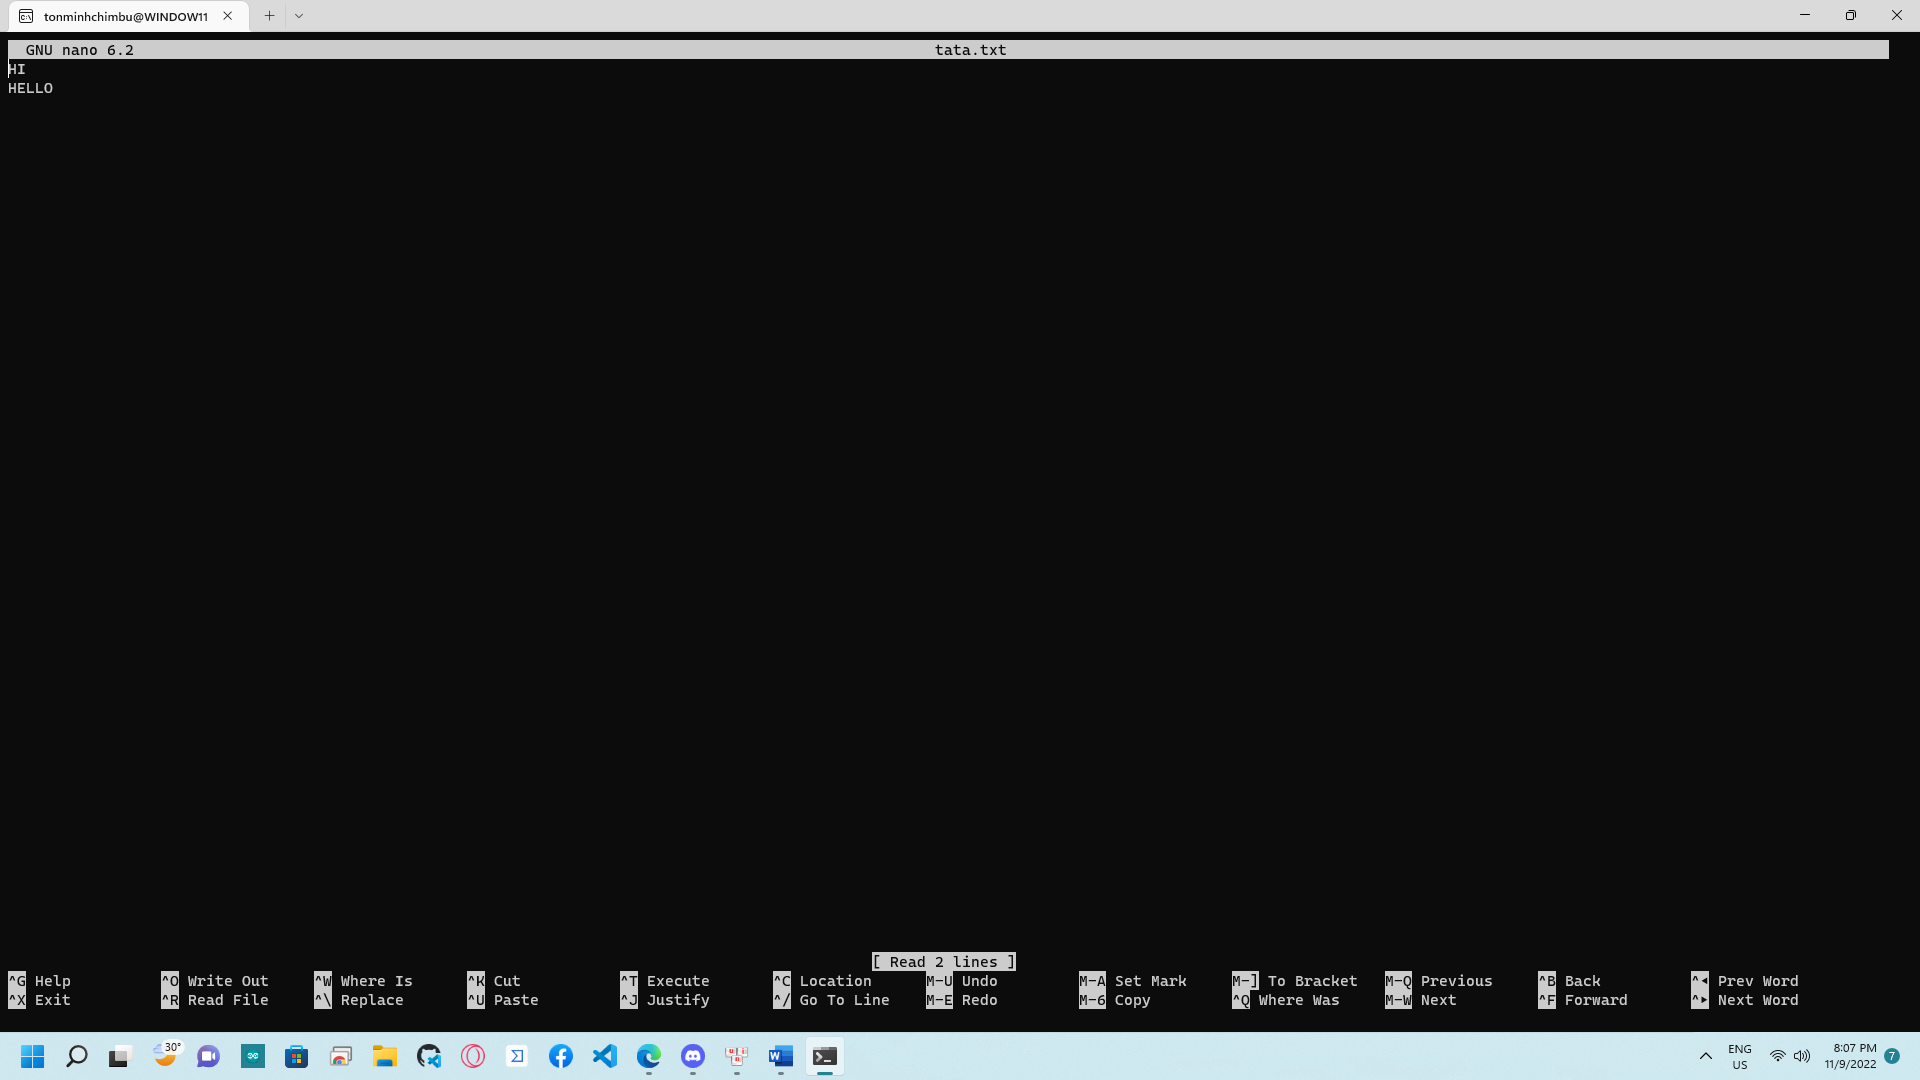 tonminhchimbu@WINDOW11
GNU nano 6.2 tata.txt
HI
HELLO
[ Read 2 lines ]
^G Help ^O Write Out ^W Where Is ^K Cut ^T Execute ^C Location M-U Undo M-A Set Mark M-] To Bracket M-Q Previous ^B Back ^◂ Prev Word
^X Exit ^R Read File ^\ Replace ^U Paste ^J Justify ^/ Go To Line M-E Redo M-6 Copy ^Q Where Was M-W Next ^F Forward ^▸ Next Word
30°
ENG
US
8:07 PM
11/9/2022
7